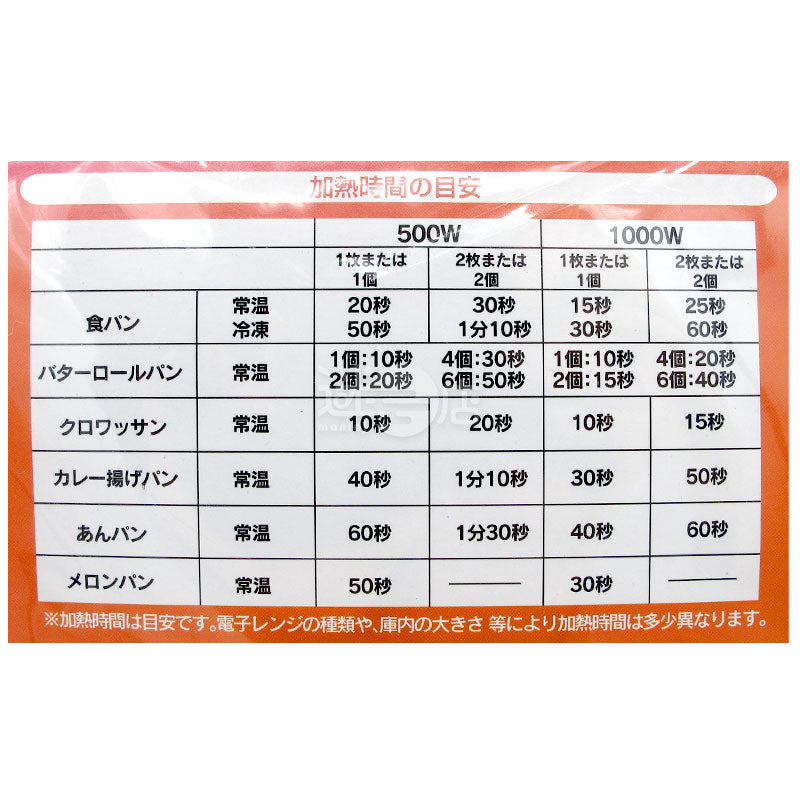 加熱時間の目安
500W 1000W
1枚または 2枚または 1枚または 2枚または
1個 2個 1個 2個
食パン 常温 20秒 30秒 15秒 25秒
冷凍 50秒 1分10秒 30秒 60秒
バターロールパン 常温 1個:10秒 4個:30秒 1個:10秒 4個:20秒
2個:20秒 6個:50秒 2個:15秒 6個:40秒
クロワッサン 常温 10秒 20秒 10秒 15秒
カレー揚げパン 常温 40秒 1分10秒 30秒 50秒
あんパン 常温 60秒 1分30秒 40秒 60秒
メロンパン 常温 50秒 —— 30秒 ——
※加熱時間は目安です。電子レンジの種類や、庫内の大きさ 等により加熱時間は多少異なります。